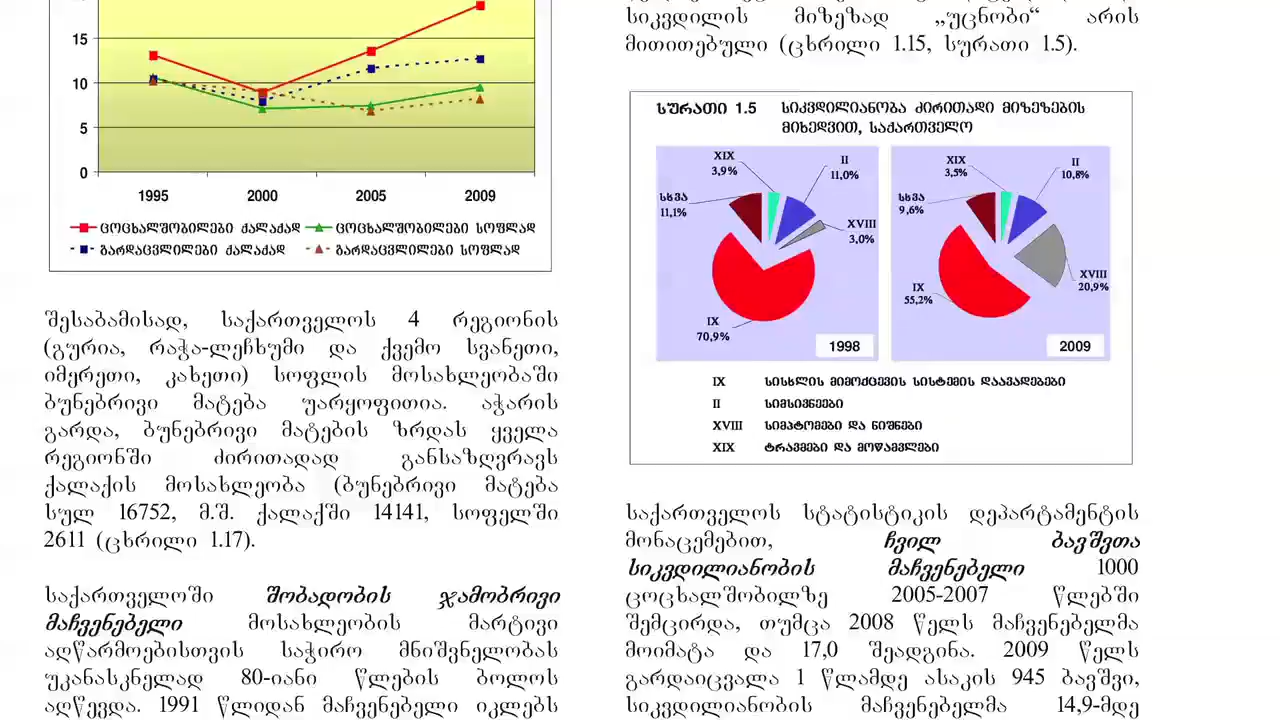 15
10
5
0
1995 2000 2005 2009
ცოცხალშობილები ქალაქად ცოცხალშობილები სოფლად
გარდაცვლილები ქალაქად გარდაცვლილები სოფლად
შესაბამისად, საქართველოს 4 რეგიონის
(გურია, რაჭა-ლეჩხუმი და ქვემო სვანეთი,
იმერეთი, კახეთი) სოფლის მოსახლეობაში
ბუნებრივი მატება უარყოფითია. აჭარის
გარდა, ბუნებრივი მატების ზრდას ყველა
რეგიონში ძირითადად განსაზღვრავს
ქალაქის მოსახლეობა (ბუნებრივი მატება
სულ 16752, მ.შ. ქალაქში 14141, სოფელში
2611 (ცხრილი 1.17).
საქართველოში შობადობის ჯამობრივი
მაჩვენებელი მოსახლეობის მარტივი
აღწარმოებისთვის საჭირო მნიშვნელობას
უკანასკნელად 80-იანი წლების ბოლოს
აღწევდა. 1991 წლიდან მაჩვენებელი იკლებს
სიკვდილის მიზეზად „უცნობი“ არის
მითითებული (ცხრილი 1.15, სურათი 1.5).
სურათი 1.5 სიკვდილიანობა ძირითადი მიზეზების
მიხედვით, საქართველო
XIX
3,9%
II
11,0%
სხვა
11,1%
XVIII
3,0%
IX
70,9%
1998
XIX
3,5%
II
10,8%
სხვა
9,6%
XVIII
20,9%
IX
55,2%
2009
IX სისხლის მიმოქცევის სისტემის დაავადებები
II სიმსივნეები
XVIII სიმპტომები და ნიშნები
XIX ტრავმები და მოწამვლები
საქართველოს სტატისტიკის დეპარტამენტის
მონაცემებით, ჩვილ ბავშვთა
სიკვდილიანობის მაჩვენებელი 1000
ცოცხალშობილზე 2005-2007 წლებში
შემცირდა, თუმცა 2008 წელს მაჩვენებელმა
მოიმატა და 17,0 შეადგინა. 2009 წელს
გარდაიცვალა 1 წლამდე ასაკის 945 ბავშვი,
სიკვდილიანობის მაჩვენებელმა 14,9-მდე